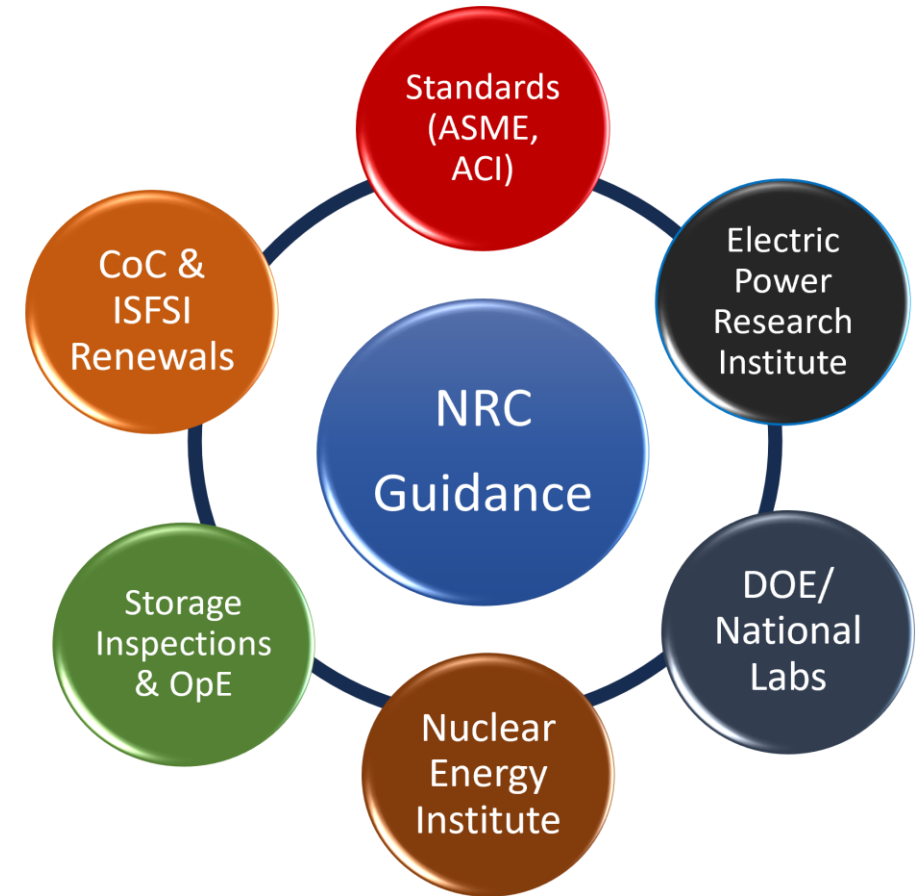 Standards
(ASME,
ACI)
Electric
Power
Research
Institute
DOE/
National
Labs
Nuclear
Energy
Institute
Storage
Inspections
& OpE
CoC &
ISFSI
Renewals
NRC
Guidance